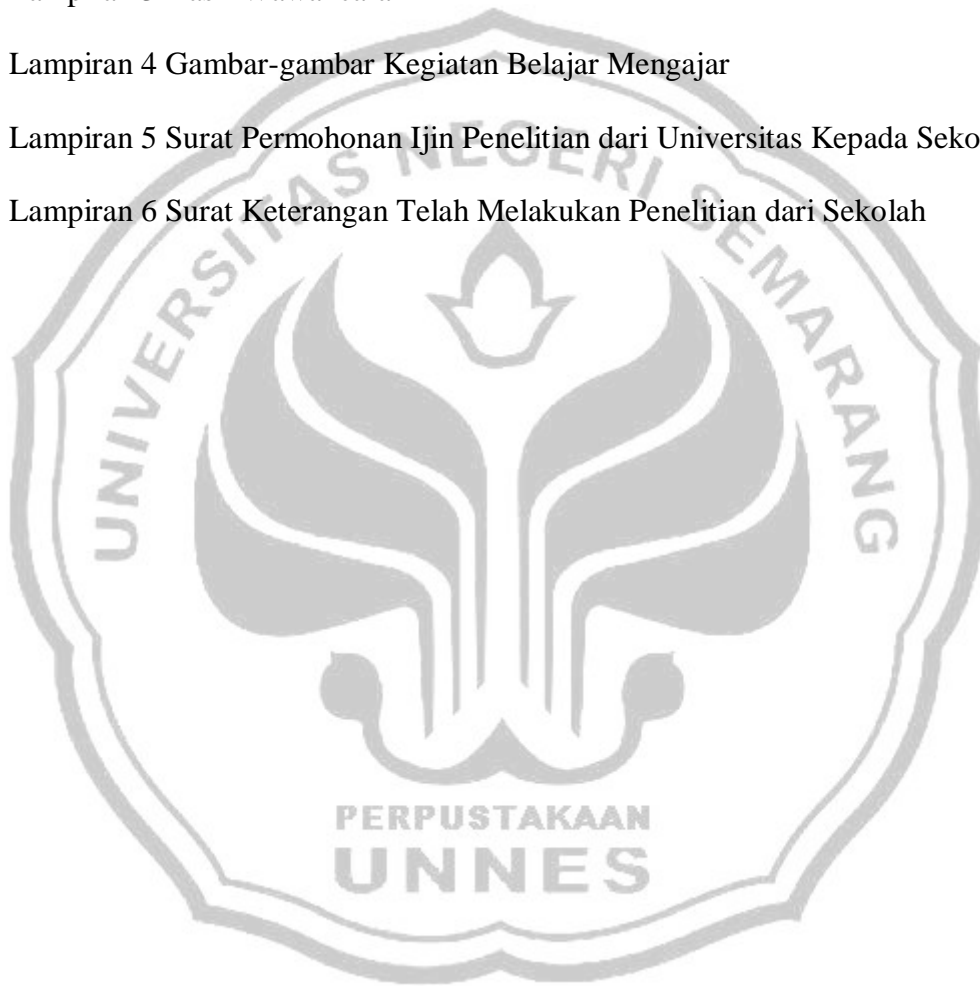 Lampiran 4 Gambar-gambar Kegiatan Belajar Mengajar
Lampiran 5 Surat Permohonan Ijin Penelitian dari Universitas Kepada Seko
Lampiran 6 Surat Keterangan Telah Melakukan Penelitian dari Sekolah
UNIVERSITAS NEGERI SEMARANG
PERPUSTAKAAN
UNNES